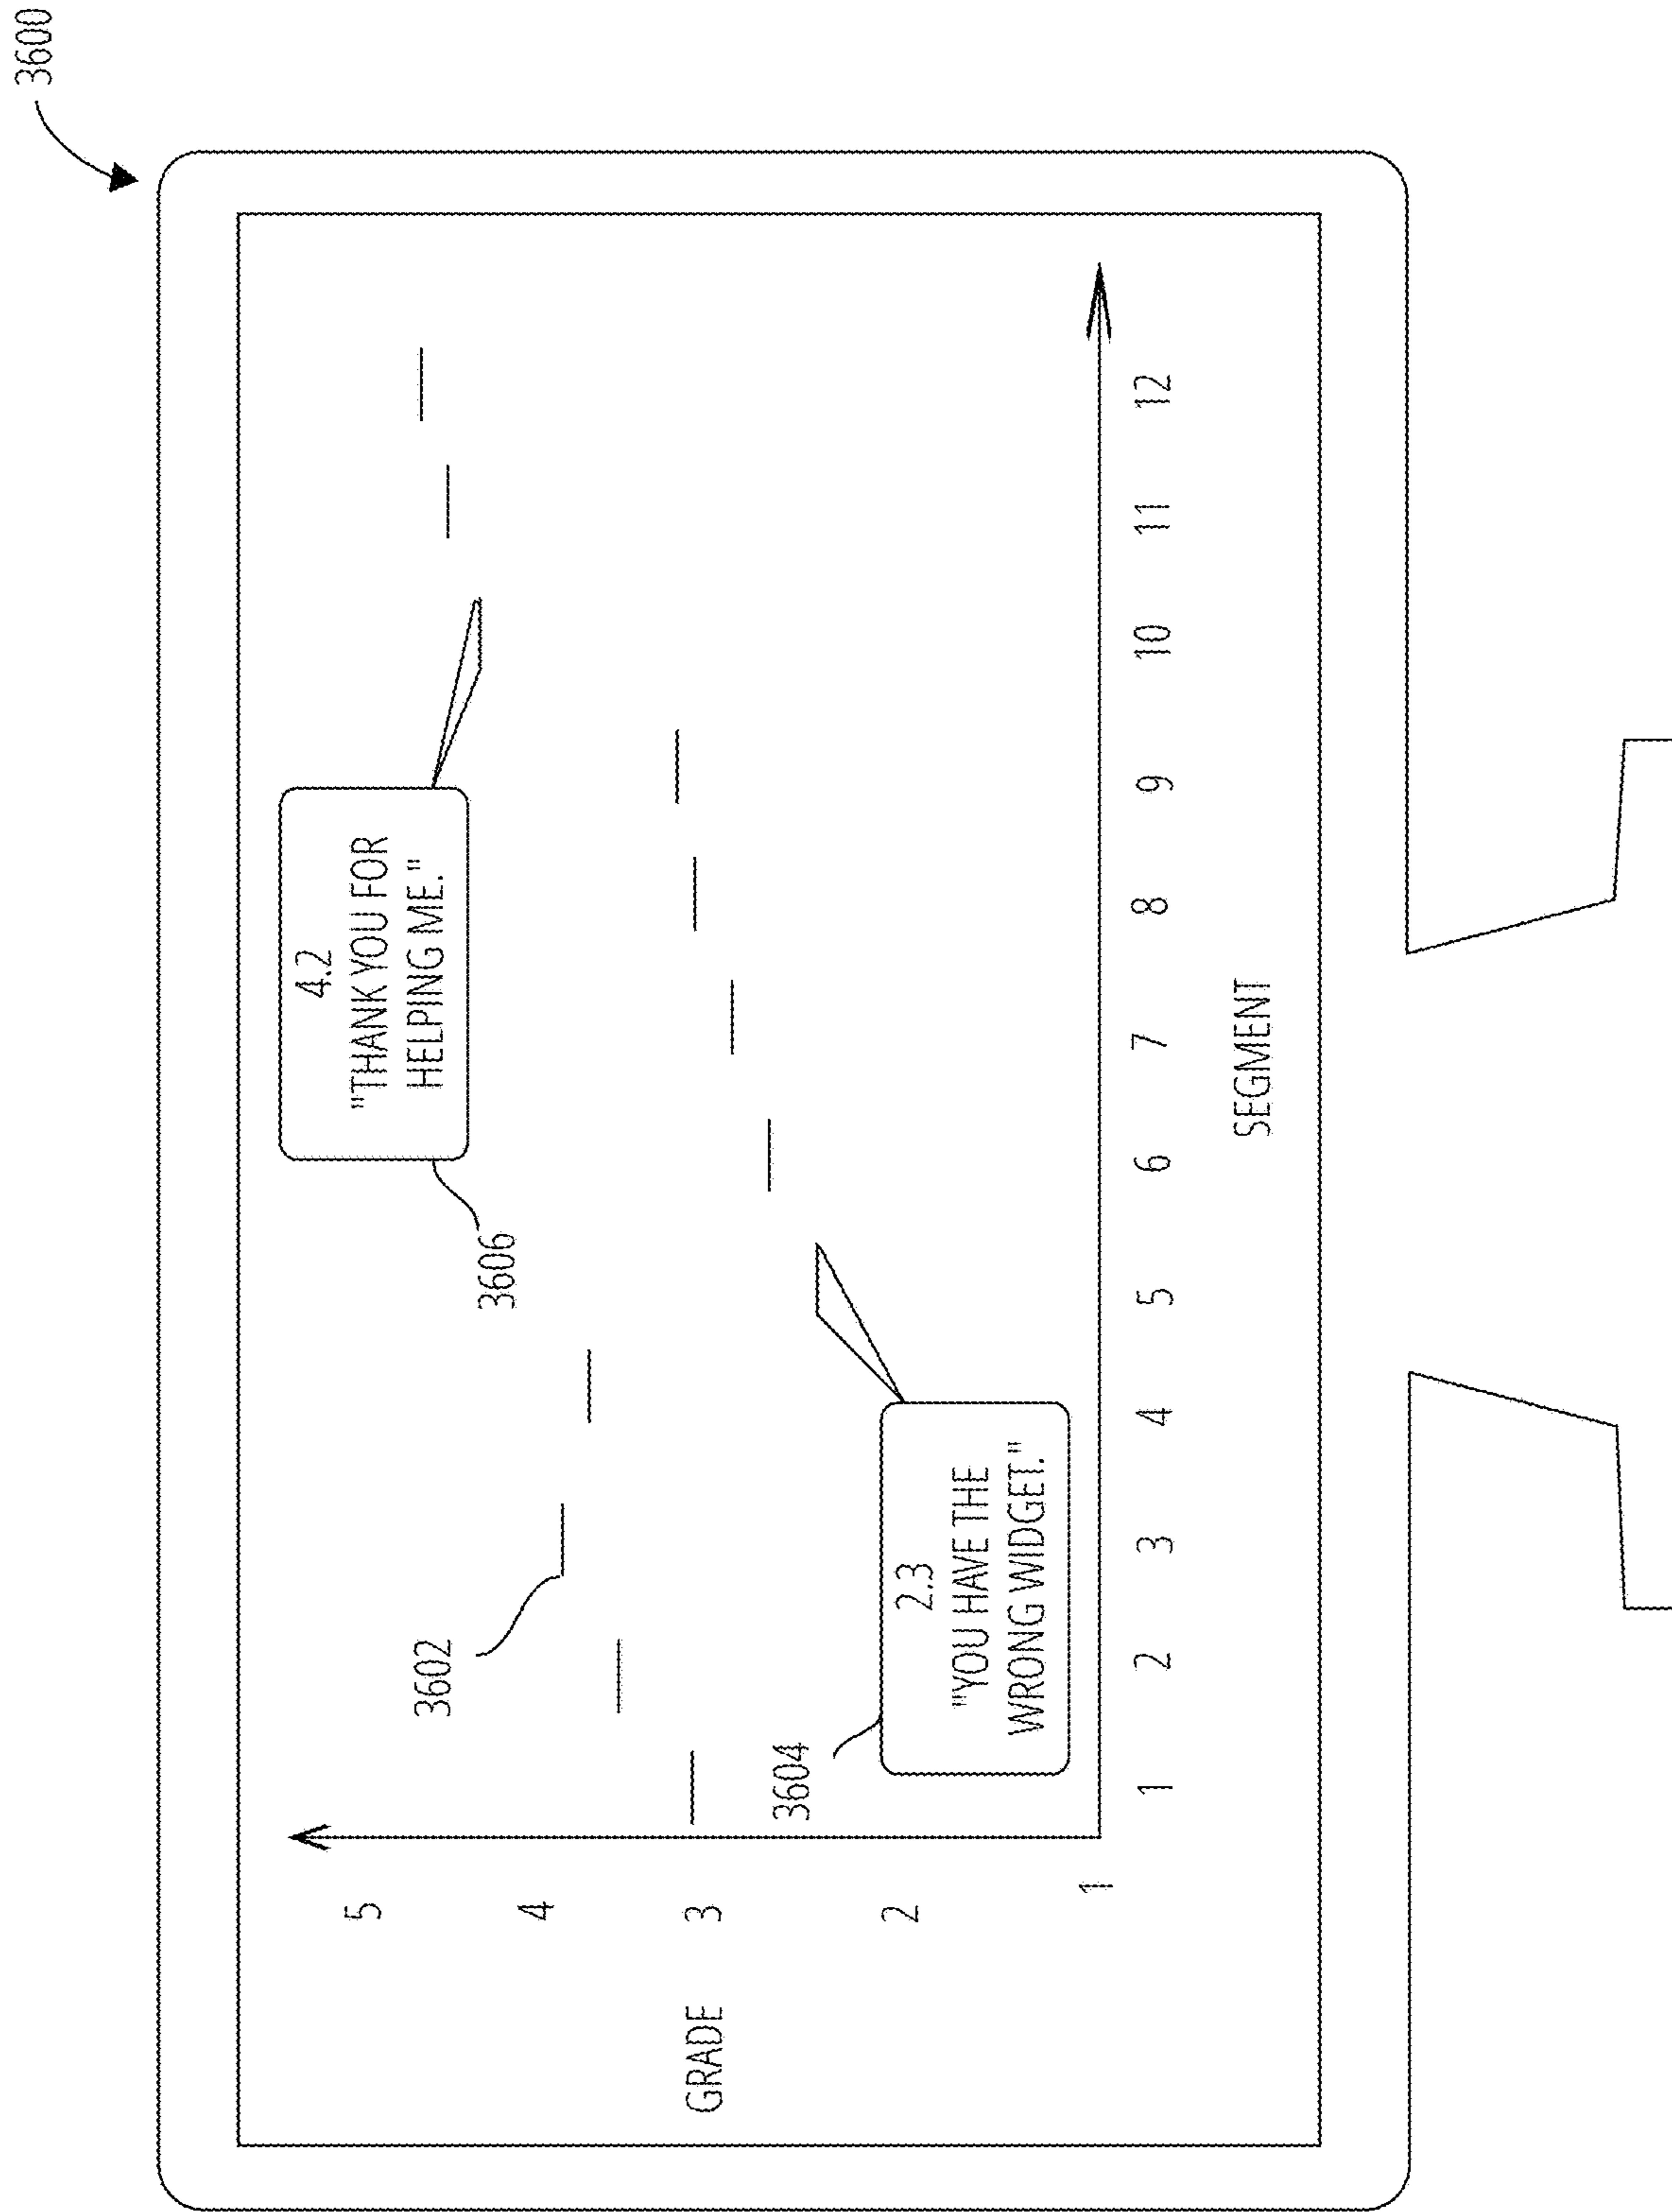 3600
4.2
"THANK YOU FOR
HELPING ME."
3606
3602
3604
2.3
"YOU HAVE THE
WRONG WIDGET."
GRADE
5
4
3
2
1
1 2 3 4 5 6 7 8 9 10 11 12
SEGMENT